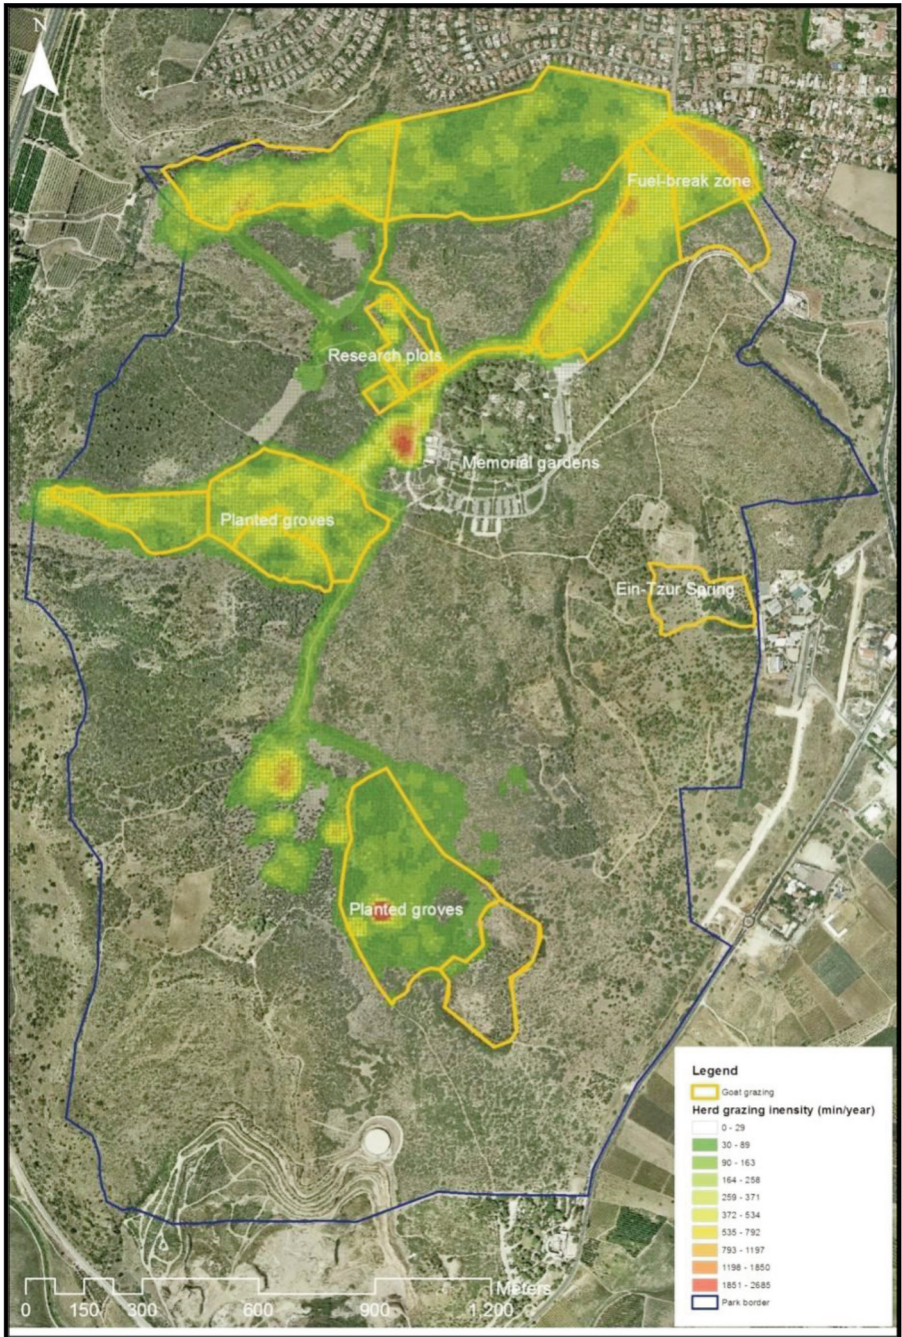 N
Fuel-break zone
Research plots
Memorial gardens
Planted groves
Ein-Tzur Spring
Planted groves
Legend
Goat grazing
Herd grazing inensity (min/year)
0 - 29
30 - 89
90 - 163
164 - 258
259 - 371
372 - 534
535 - 792
793 - 1197
1198 - 1850
1851 - 2685
Park border
Meters
0 150 300 600 900 1,200